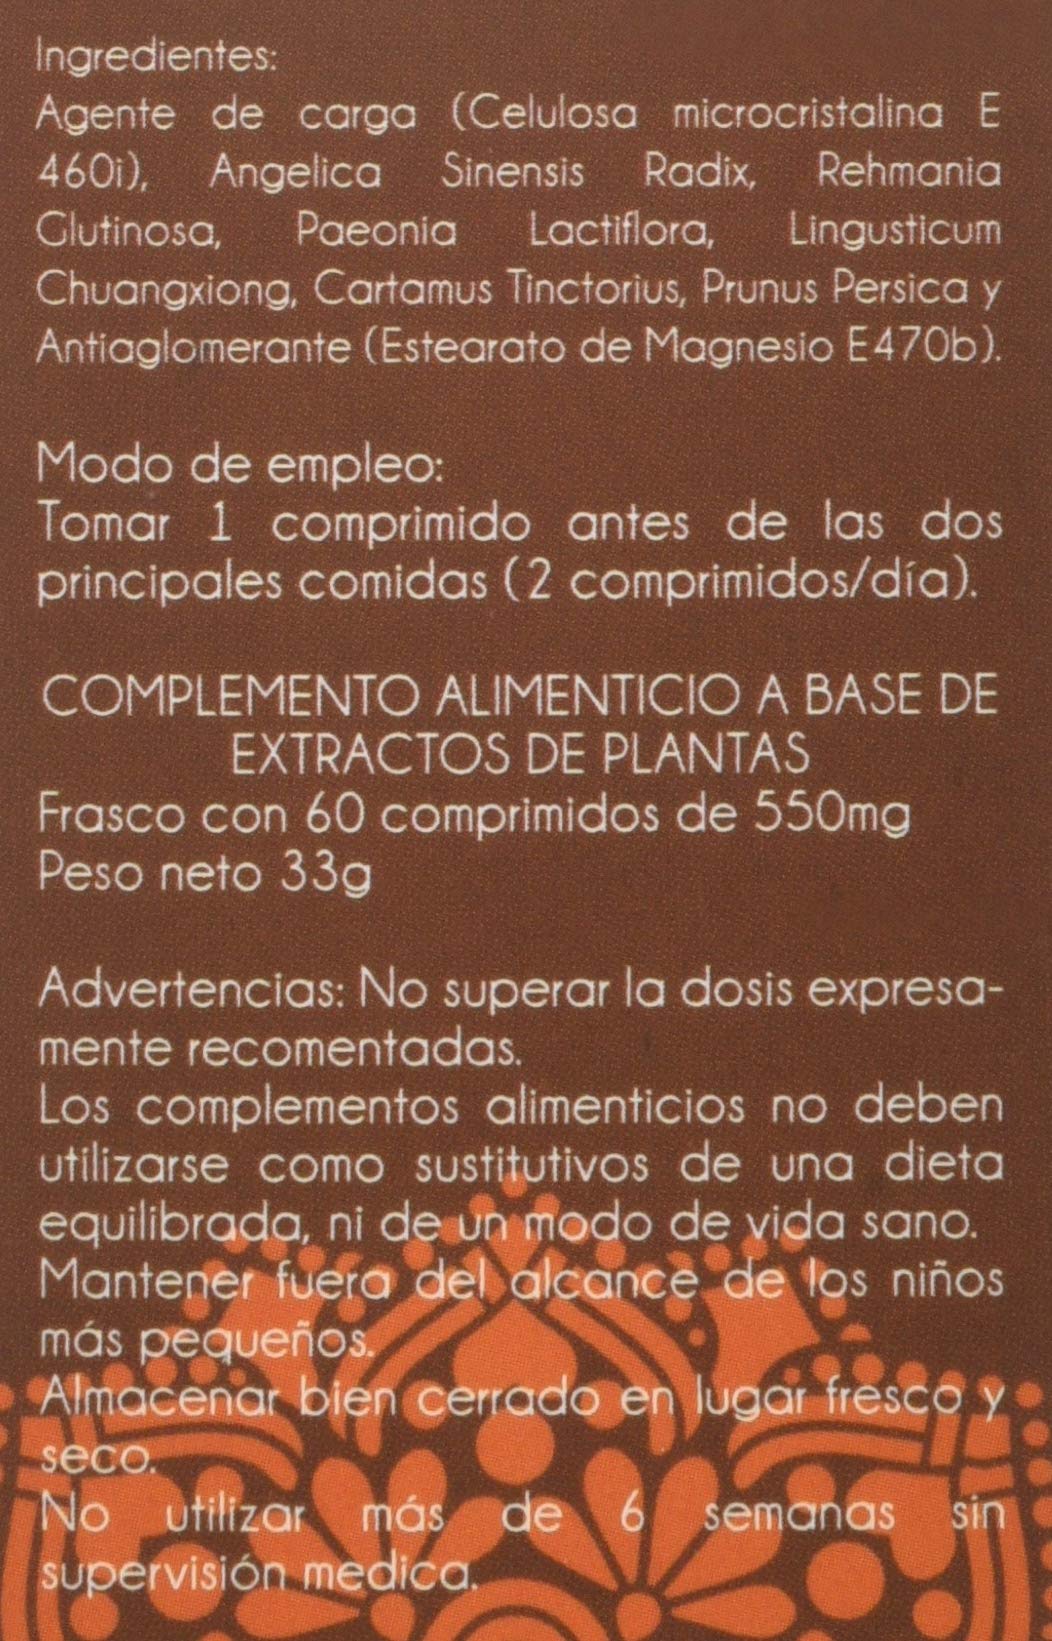 Ingredientes:
Agente de carga (Celulosa microcristalina E
460i), Angelica Sinensis Radix, Rehmania
Glutinosa, Paeonia Lactiflora, Lingusticum
Chuangxiong, Cartamus Tinctorius, Prunus Persica y
Antiaglomerante (Estearato de Magnesio E470b).
Modo de empleo:
Tomar 1 comprimido antes de las dos
principales comidas (2 comprimidos/día).
COMPLEMENTO ALIMENTICIO A BASE DE
EXTRACTOS DE PLANTAS
Frasco con 60 comprimidos de 550mg
Peso neto 33g
Advertencias: No superar la dosis expresa-
mente recomentadas.
Los complementos alimenticios no deben
utilizarse como sustitutivos de una dieta
equilibrada, ni de un modo de vida sano.
Mantener fuera del alcance de los niños
más pequeños.
Almacenar bien cerrado en lugar fresco y
seco.
No utilizar más de 6 semanas sin
supervisión medica.